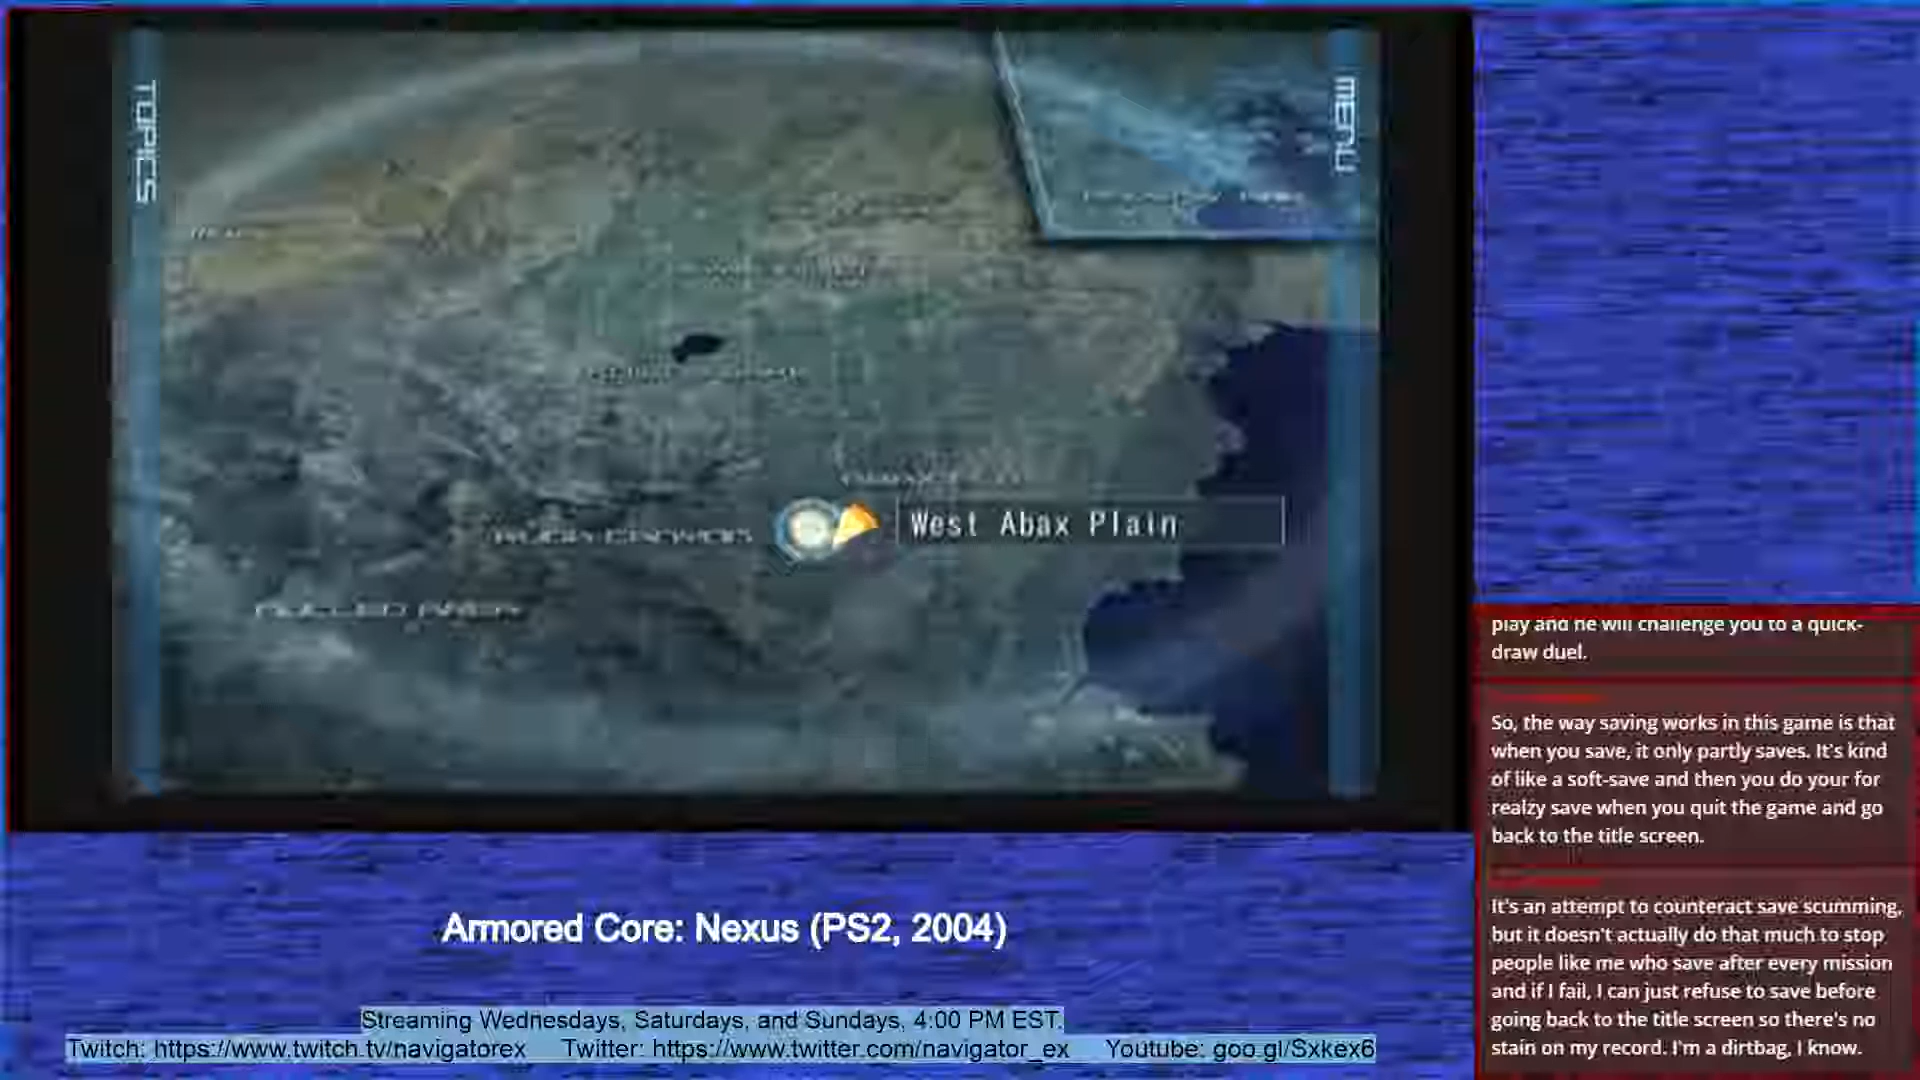 TOPICS
MENU
West Abax Plain
play and he will challenge you to a quick-
draw duel.
So, the way saving works in this game is that
when you save, it only partly saves. It's kind
of like a soft-save and then you do your for
realzy save when you quit the game and go
back to the title screen.
It's an attempt to counteract save scumming,
but it doesn't actually do that much to stop
people like me who save after every mission
and if I fail, I can just refuse to save before
going back to the title screen so there's no
stain on my record. I'm a dirtbag, I know.
Armored Core: Nexus (PS2, 2004)
Streaming Wednesdays, Saturdays, and Sundays, 4:00 PM EST.
Twitch: https://www.twitch.tv/navigatorex Twitter: https://www.twitter.com/navigator_ex Youtube: goo.gl/Sxkex6